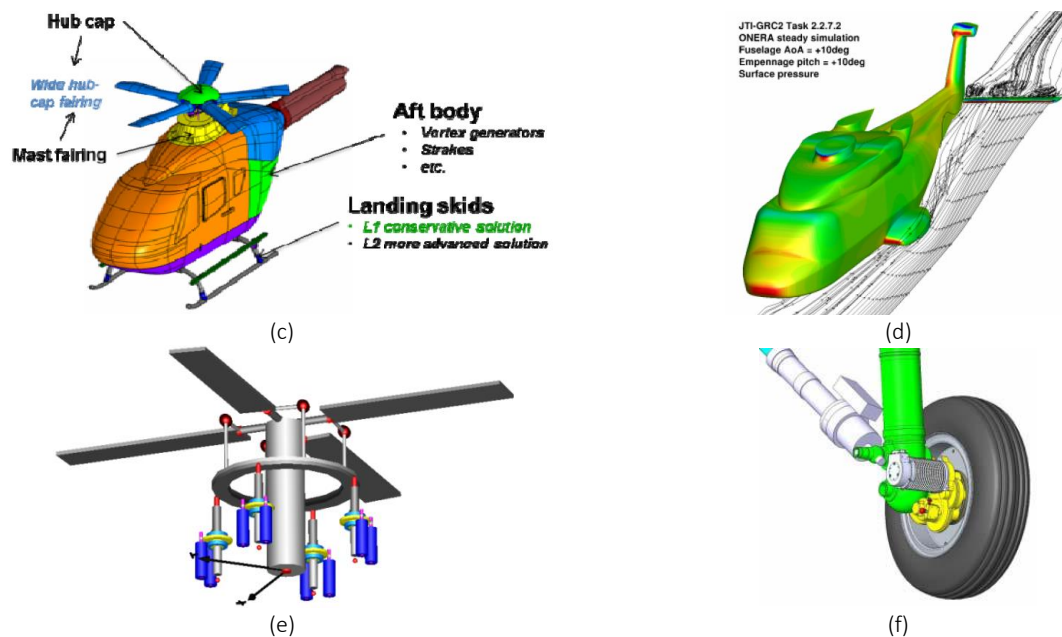 Hub cap
Wide hub-
cap fairing
Mast fairing
Aft body
• Vortex generators
• Strakes
• etc.
Landing skids
• L1 conservative solution
• L2 more advanced solution
(c)
JTI-GRC2 Task 2.2.7.2
ONERA steady simulation
Fuselage AoA = +10deg
Empennage pitch = +10deg
Surface pressure
(d)
(e)
(f)